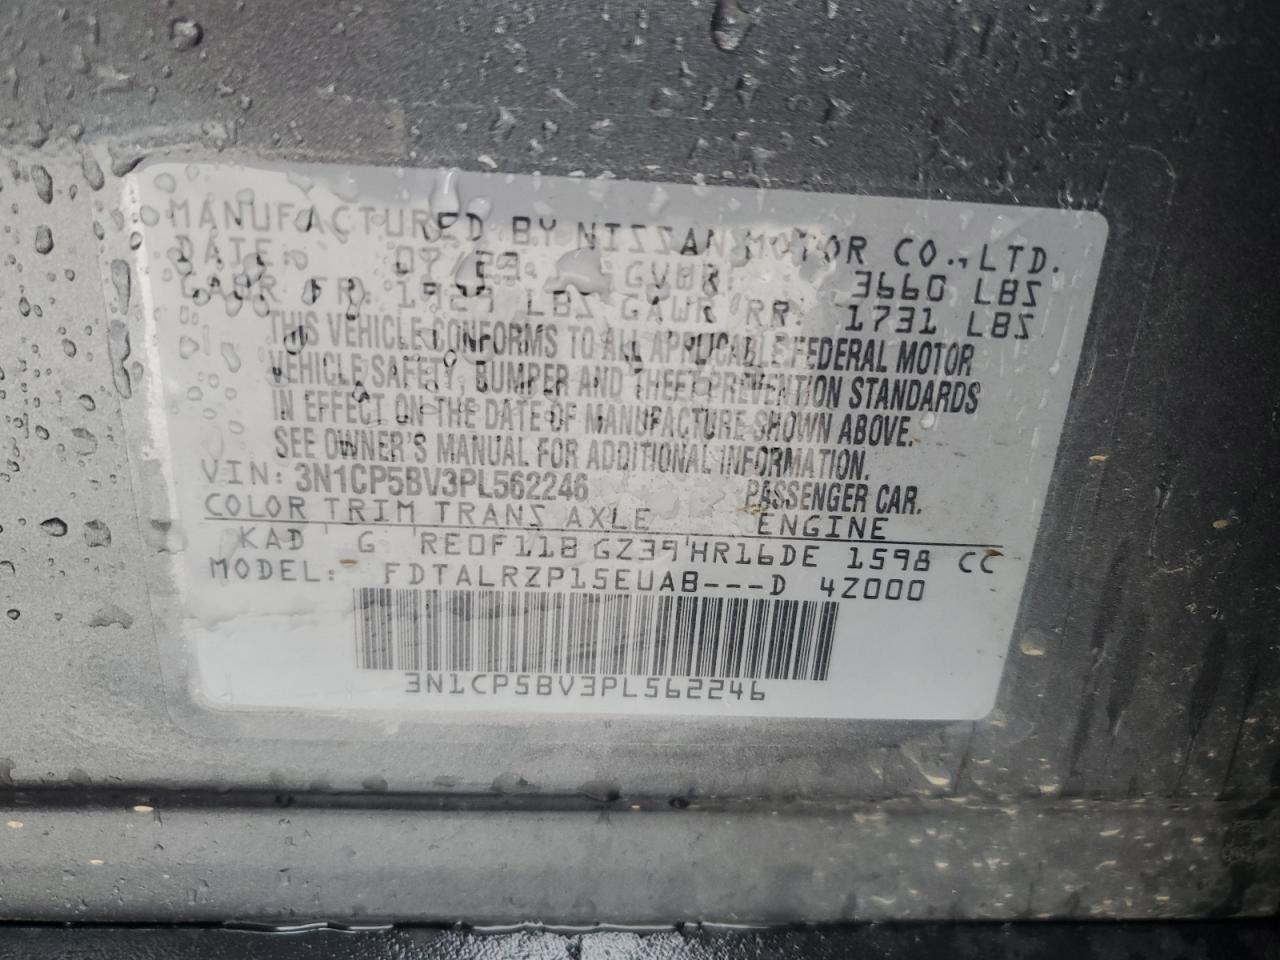 MANUFACTURED BY NISSAN MOTOR CO., LTD.
DATE: 04 23 GVWR: 3660 LBS
GAWR FR: 1929 LBS GAWR RR: 1731 LBS
THIS VEHICLE CONFORMS TO ALL APPLICABLE FEDERAL MOTOR
VEHICLE SAFETY, BUMPER AND THEFT PREVENTION STANDARDS
IN EFFECT ON THE DATE OF MANUFACTURE SHOWN ABOVE.
SEE OWNER'S MANUAL FOR ADDITIONAL INFORMATION.
VIN: 3N1CP5BV3PL562246 PASSENGER CAR.
COLOR TRIM TRANS AXLE ENGINE
KAD G RE0F11B GZ39 HR16DE 1598 CC
MODEL: FDTALRZP15EUAB---D 4Z000
3N1CP5BV3PL562246